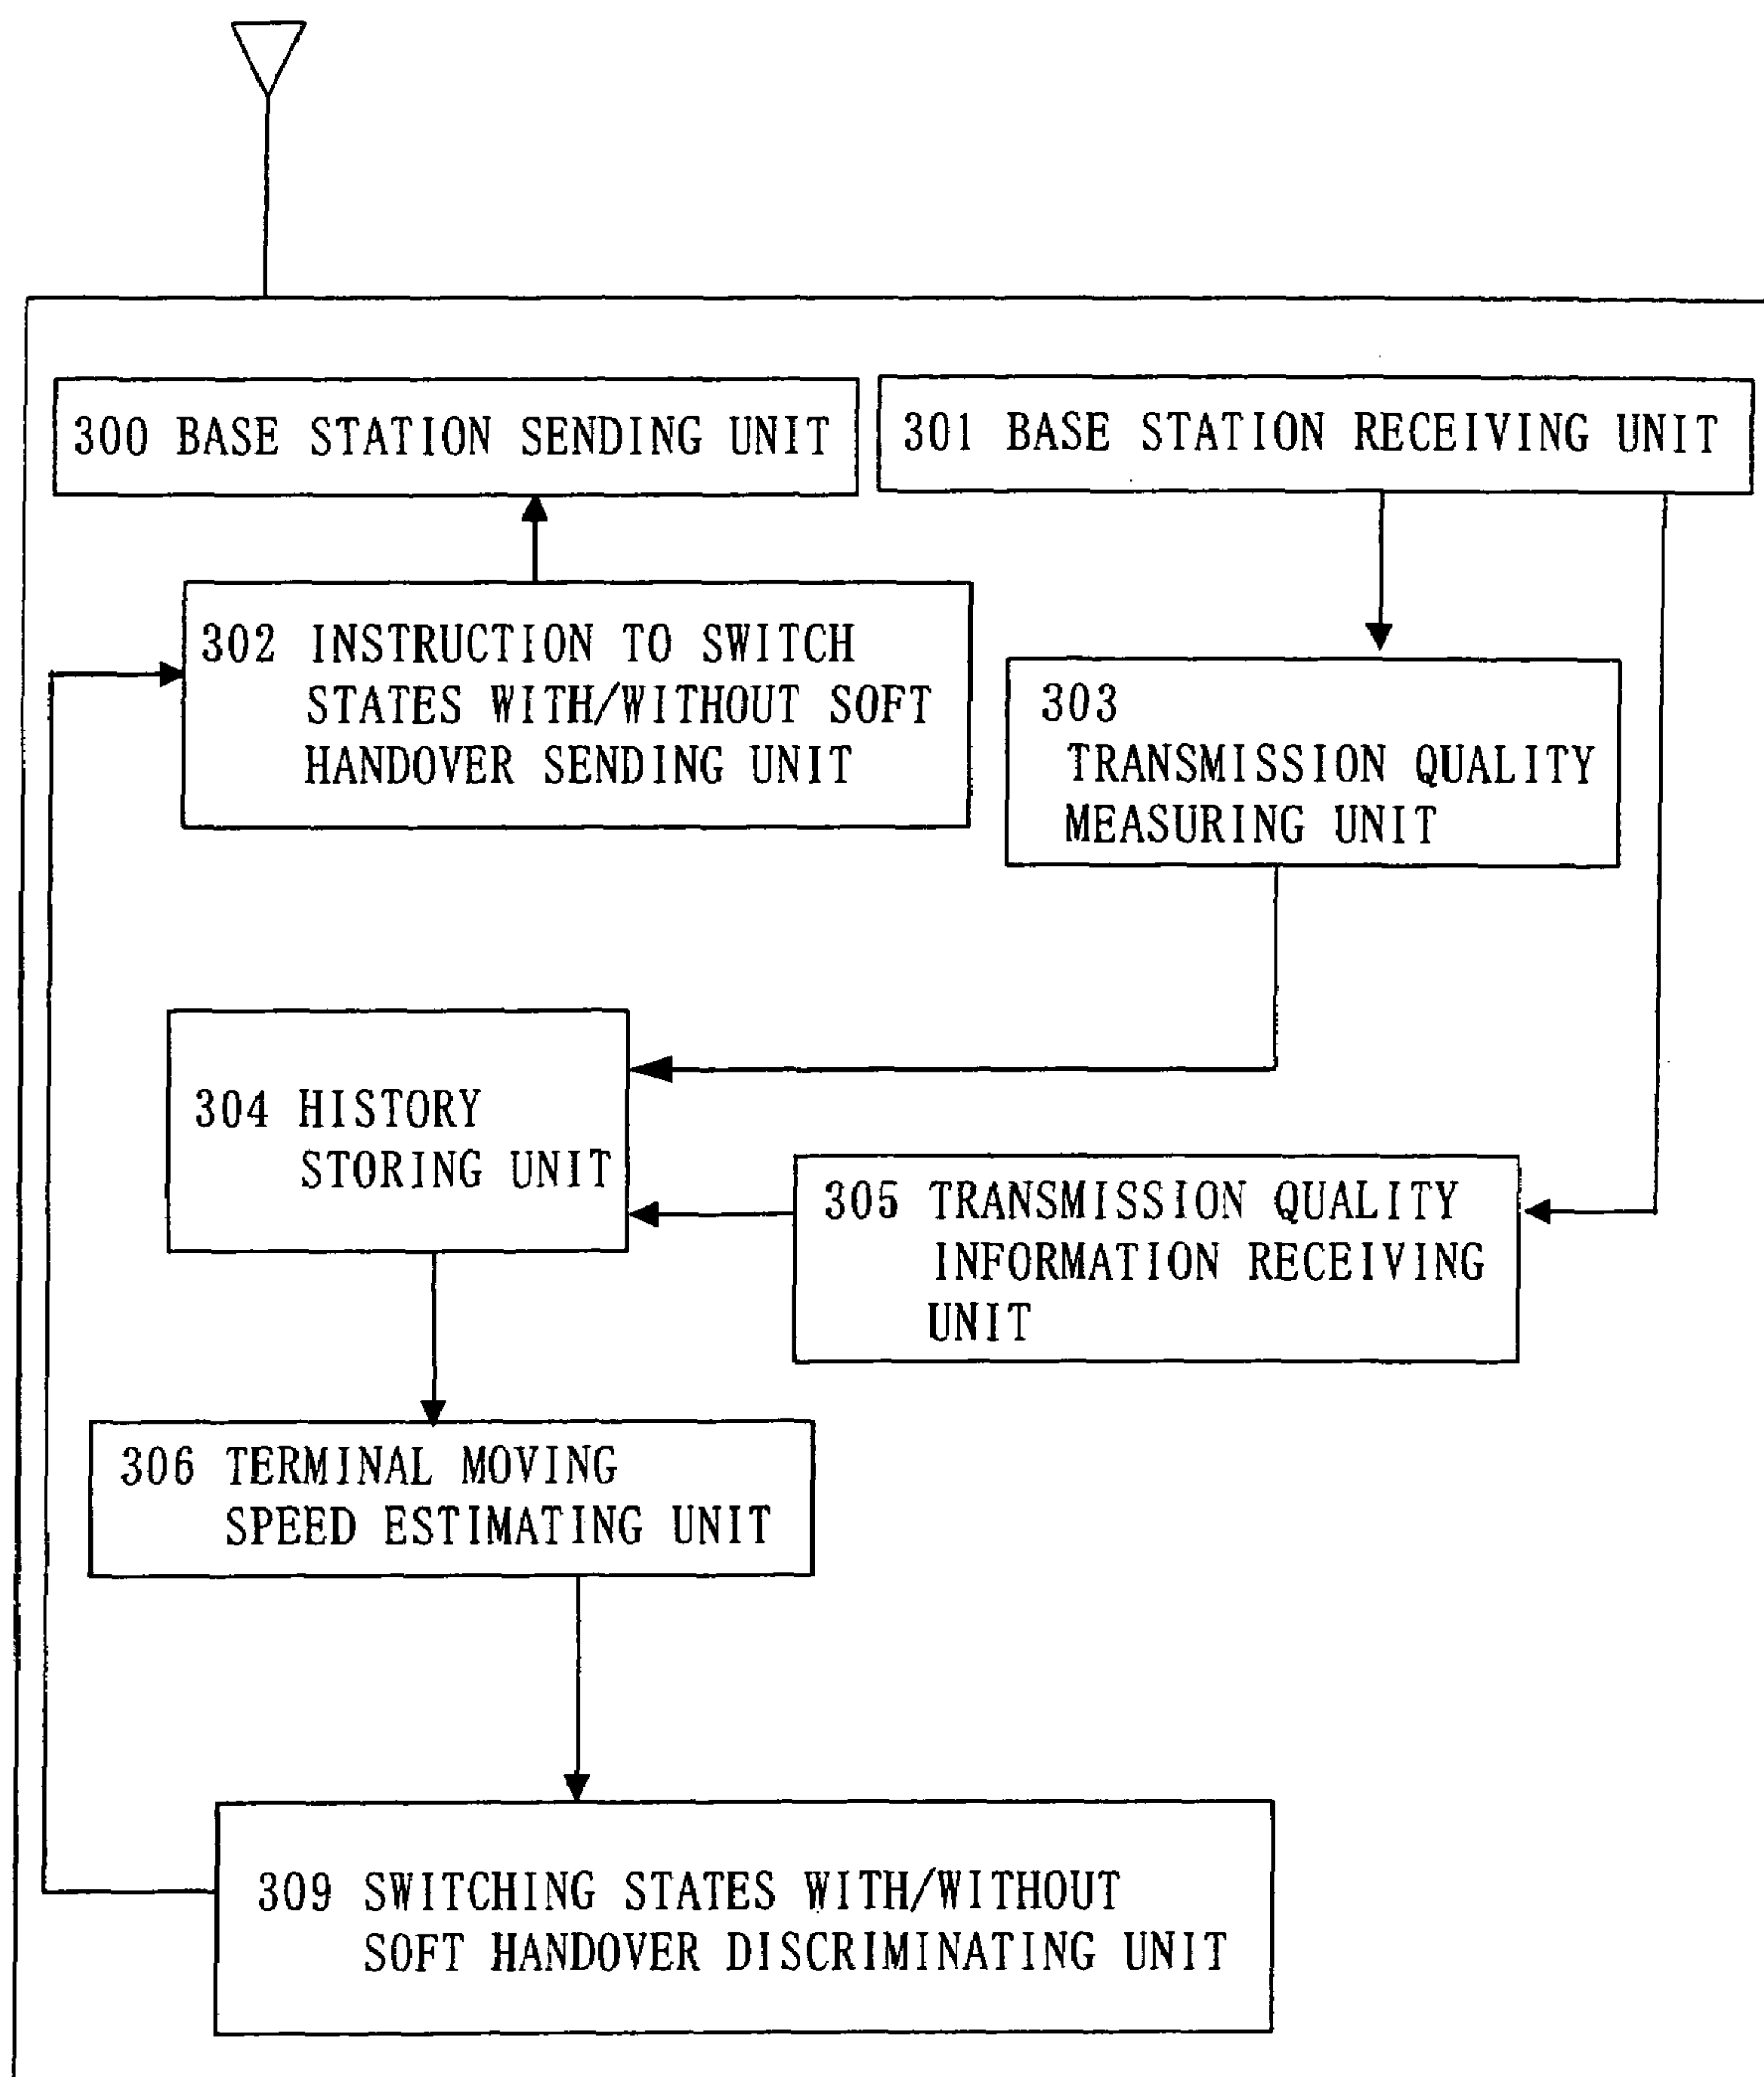 300 BASE STATION SENDING UNIT
301 BASE STATION RECEIVING UNIT
302 INSTRUCTION TO SWITCH
STATES WITH/WITHOUT SOFT
HANDOVER SENDING UNIT
303
TRANSMISSION QUALITY
MEASURING UNIT
304 HISTORY
STORING UNIT
305 TRANSMISSION QUALITY
INFORMATION RECEIVING
UNIT
306 TERMINAL MOVING
SPEED ESTIMATING UNIT
309 SWITCHING STATES WITH/WITHOUT
SOFT HANDOVER DISCRIMINATING UNIT